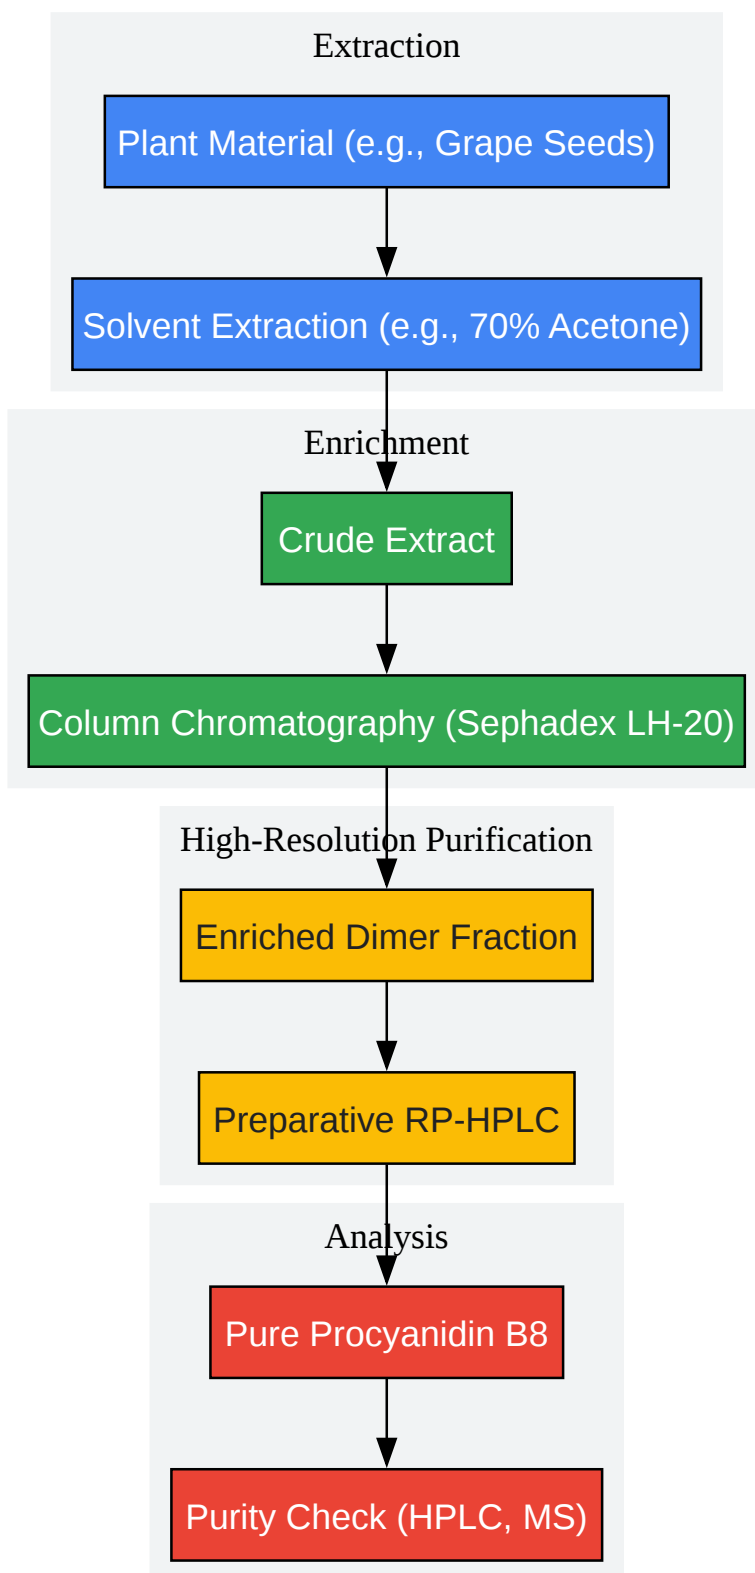 Extraction
Plant Material (e.g., Grape Seeds)
Solvent Extraction (e.g., 70% Acetone)
Enrichment
Crude Extract
Column Chromatography (Sephadex LH-20)
High-Resolution Purification
Enriched Dimer Fraction
Preparative RP-HPLC
Analysis
Pure Procyanidin B8
Purity Check (HPLC, MS)